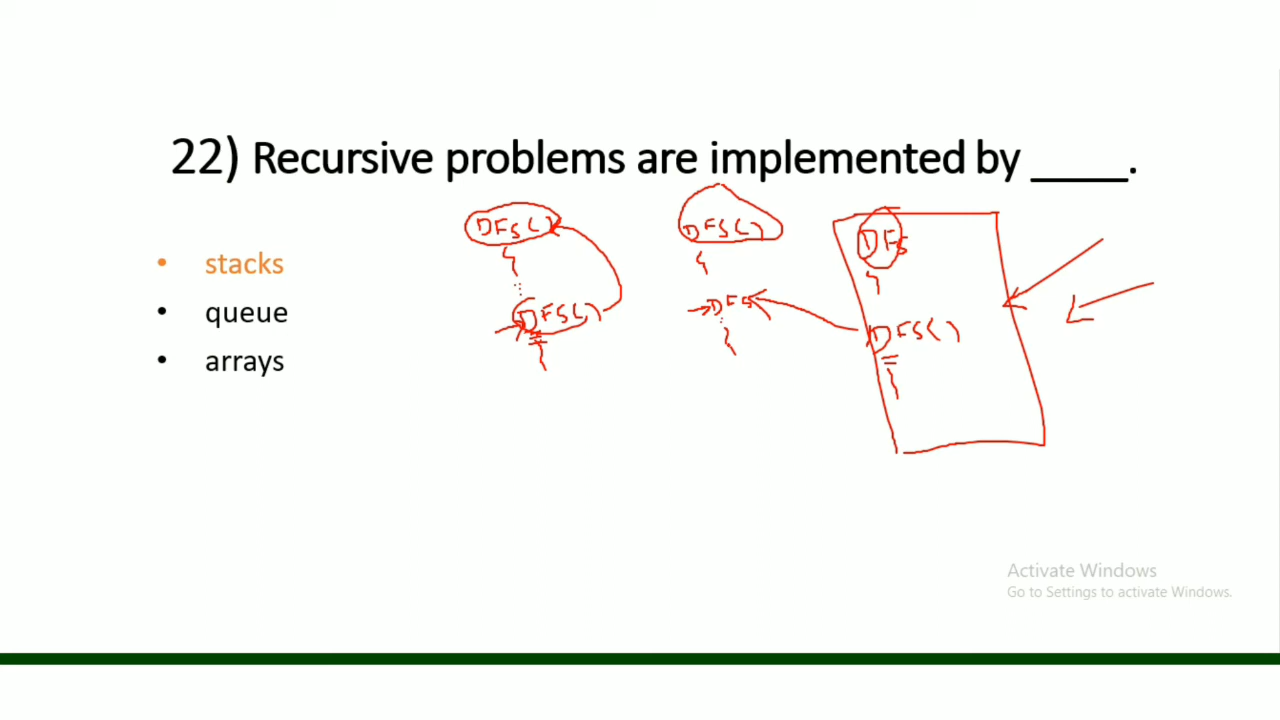 22) Recursive problems are implemented by _____.
• stacks
• queue
• arrays
DFS()
{
DFS()
}
DFS()
{
DFS
}
DFS
{
DFS()
}
Activate Windows
Go to Settings to activate Windows.